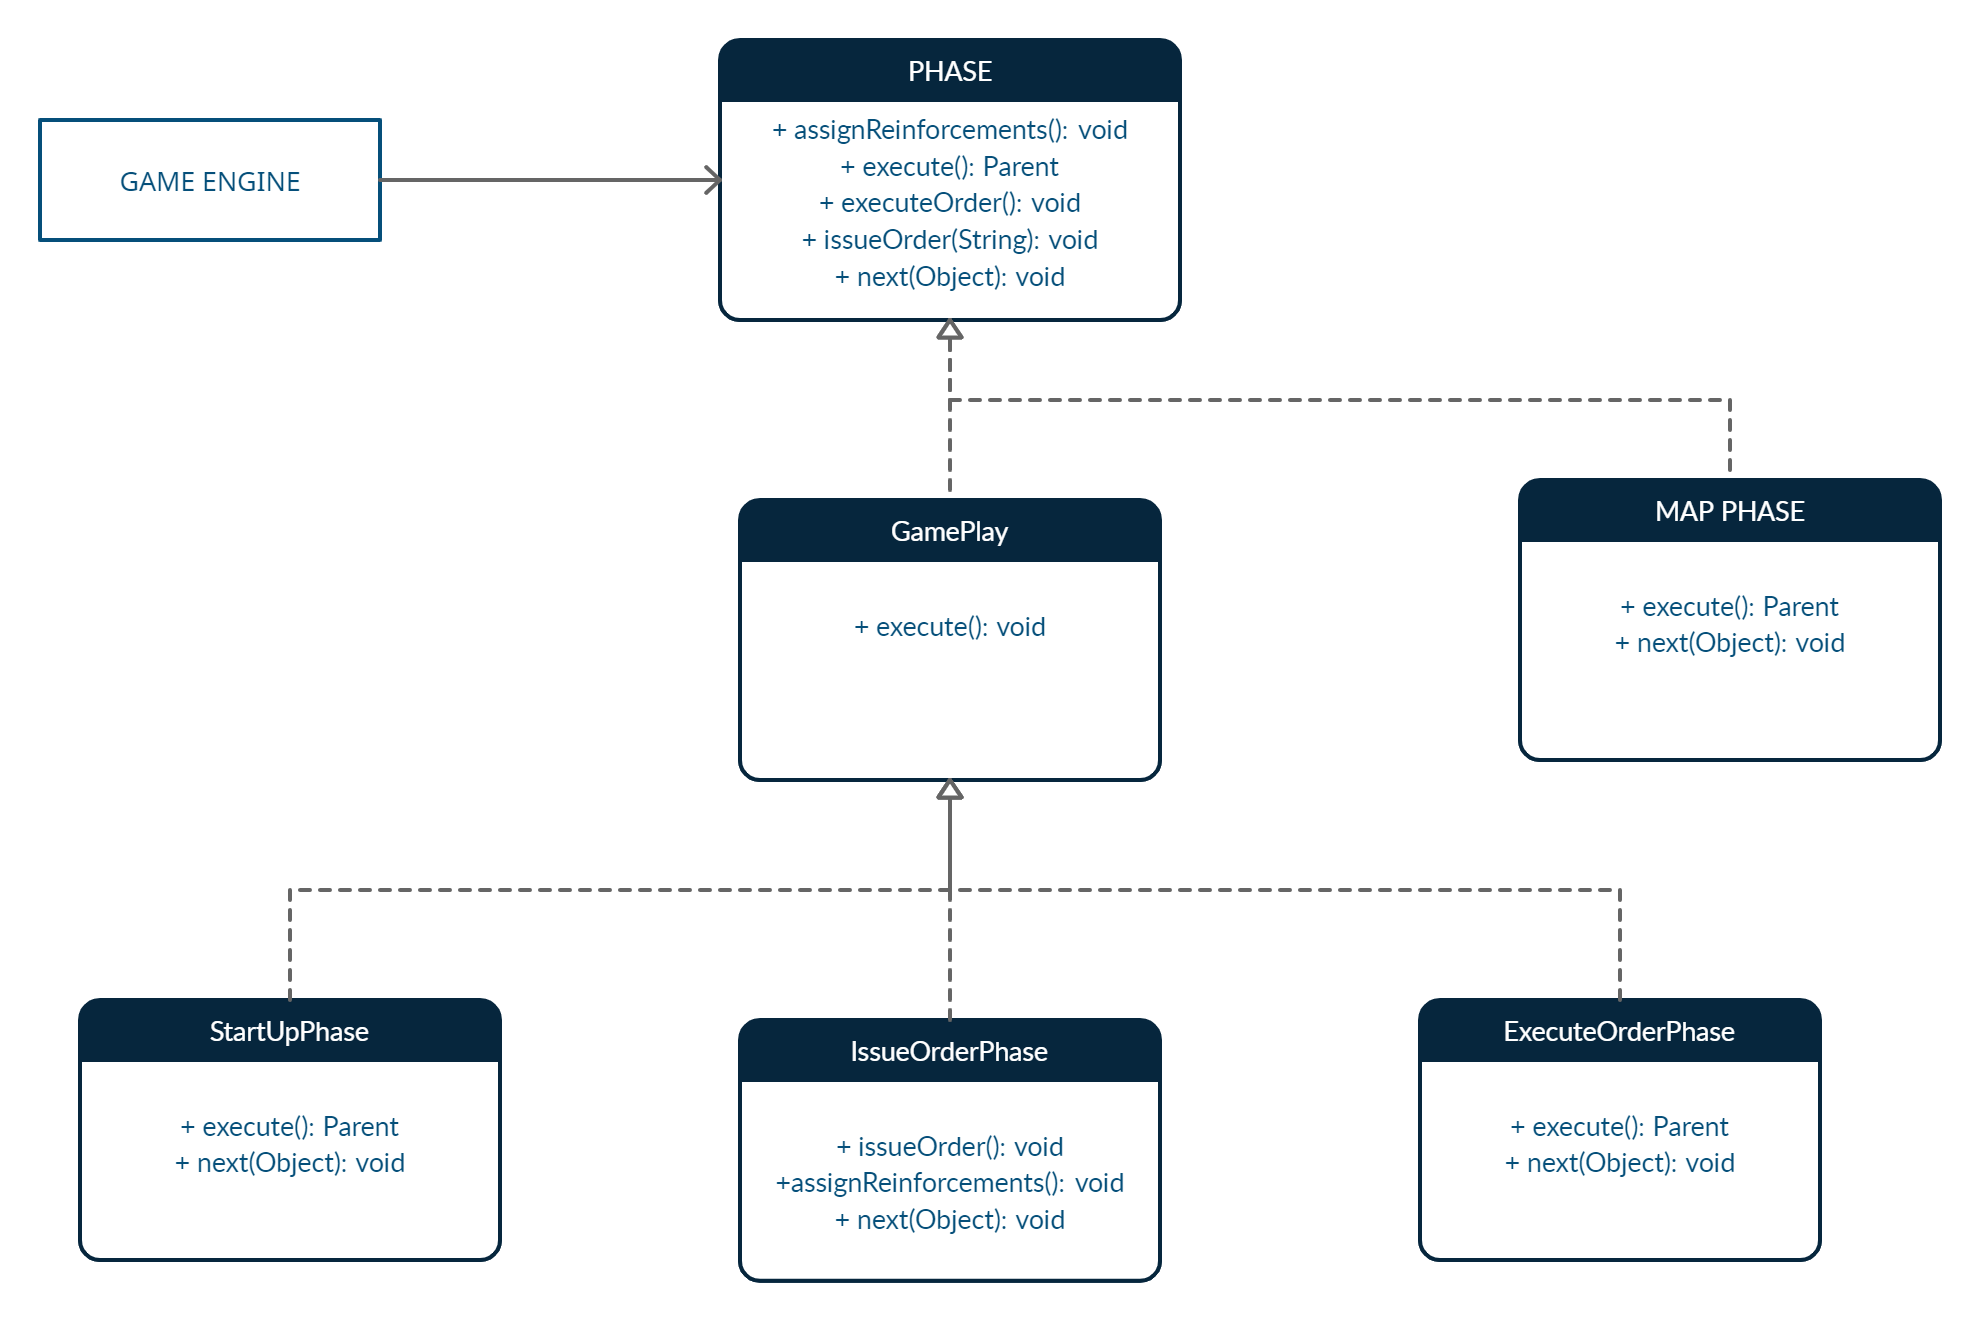 PHASE
+ assignReinforcements(): void
+ execute(): Parent
+ executeOrder(): void
+ issueOrder(String): void
+ next(Object): void
GAME ENGINE
GamePlay
+ execute(): void
MAP PHASE
+ execute(): Parent
+ next(Object): void
StartUpPhase
+ execute(): Parent
+ next(Object): void
IssueOrderPhase
+ issueOrder(): void
+assignReinforcements(): void
+ next(Object): void
ExecuteOrderPhase
+ execute(): Parent
+ next(Object): void